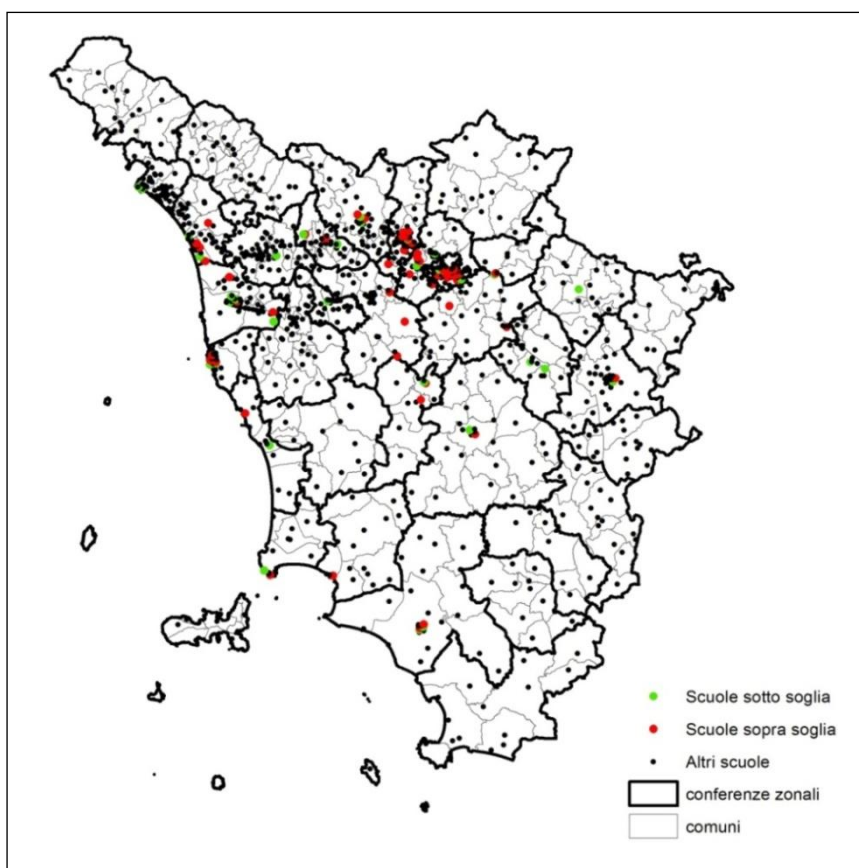 Scuole sotto soglia
Scuole sopra soglia
Altri scuole
conferenze zonali
comuni